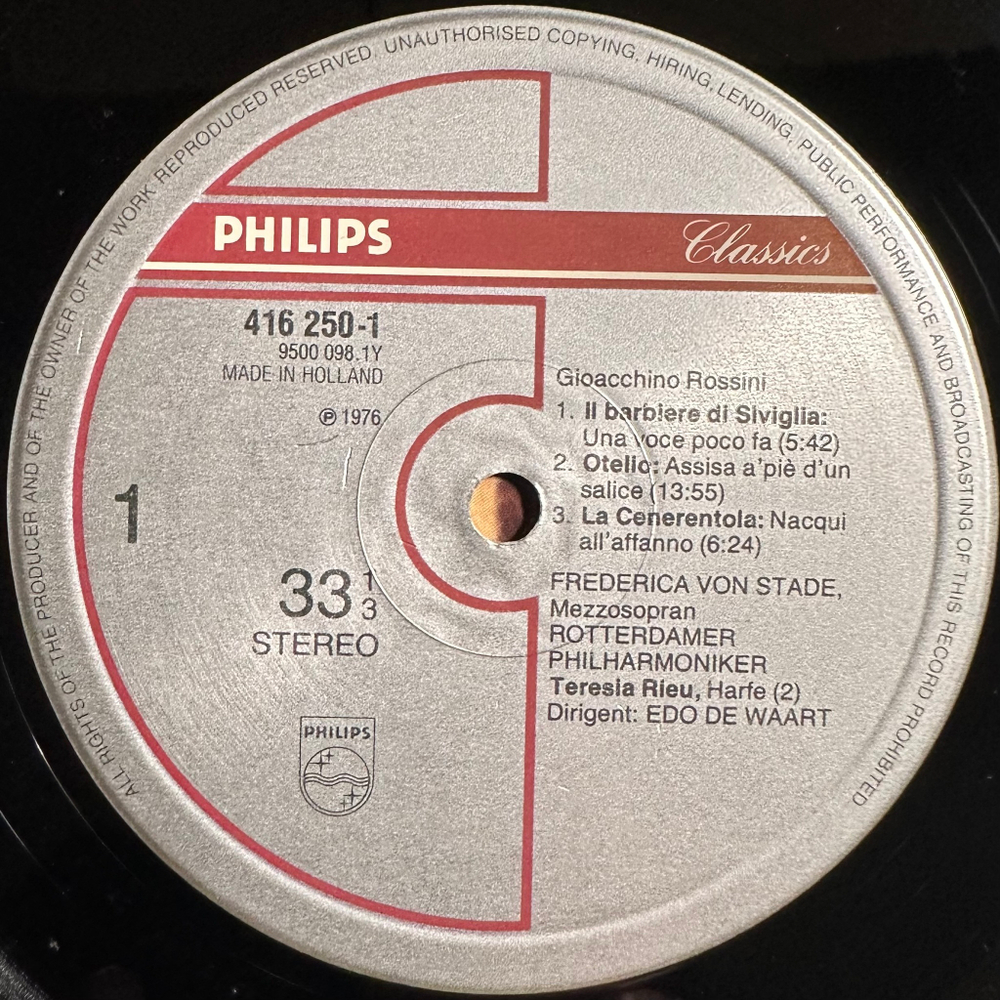 ALL RIGHTS OF THE PRODUCER AND OF THE OWNER OF THE WORK REPRODUCED RESERVED. UNAUTHORISED COPYING, HIRING, LENDING, PUBLIC PERFORMANCE AND BROADCASTING OF THIS RECORD PROHIBITED
PHILIPS Classics
416 250-1
9500 098.1Y
MADE IN HOLLAND
℗ 1976
1
33 1/3
STEREO
PHILIPS
Gioacchino Rossini
1. Il barbiere di Siviglia:
Una voce poco fa (5:42)
2. Otello: Assisa a'piè d'un
salice (13:55)
3. La Cenerentola: Nacqui
all'affanno (6:24)
FREDERICA VON STADE,
Mezzosopran
ROTTERDAMER
PHILHARMONIKER
Teresia Rieu, Harfe (2)
Dirigent: EDO DE WAART